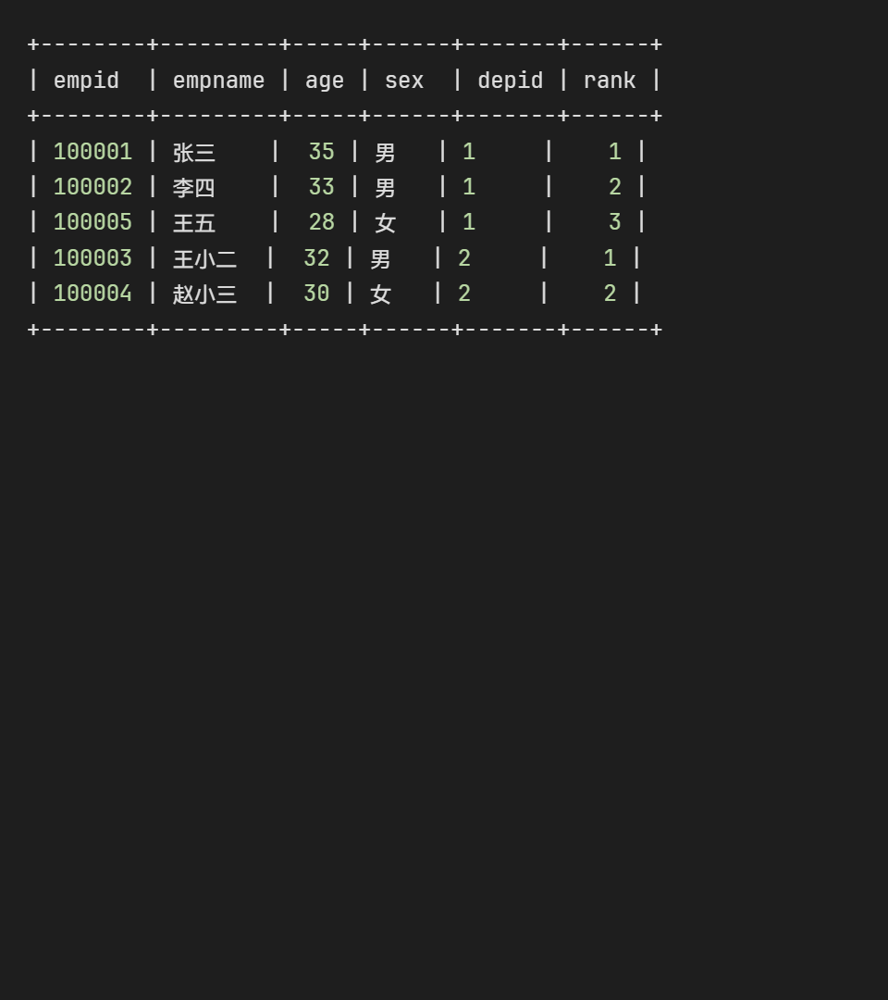 +--------+---------+-----+------+-------+------+
| empid  | empname | age | sex  | depid | rank |
+--------+---------+-----+------+-------+------+
| 100001 | 张三    |  35 | 男   | 1     |    1 |
| 100002 | 李四    |  33 | 男   | 1     |    2 |
| 100005 | 王五    |  28 | 女   | 1     |    3 |
| 100003 | 王小二  |  32 | 男   | 2     |    1 |
| 100004 | 赵小三  |  30 | 女   | 2     |    2 |
+--------+---------+-----+------+-------+------+